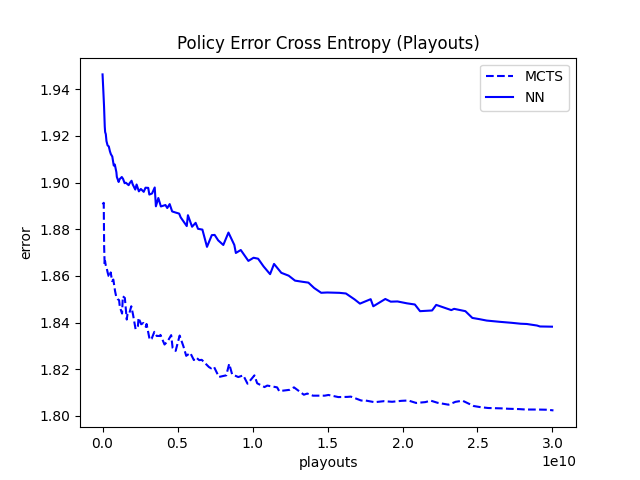 Policy Error Cross Entropy (Playouts)
MCTS
NN
error
1.94
1.92
1.90
1.88
1.86
1.84
1.82
1.80
0.0 0.5 1.0 1.5 2.0 2.5 3.0
1e10
playouts